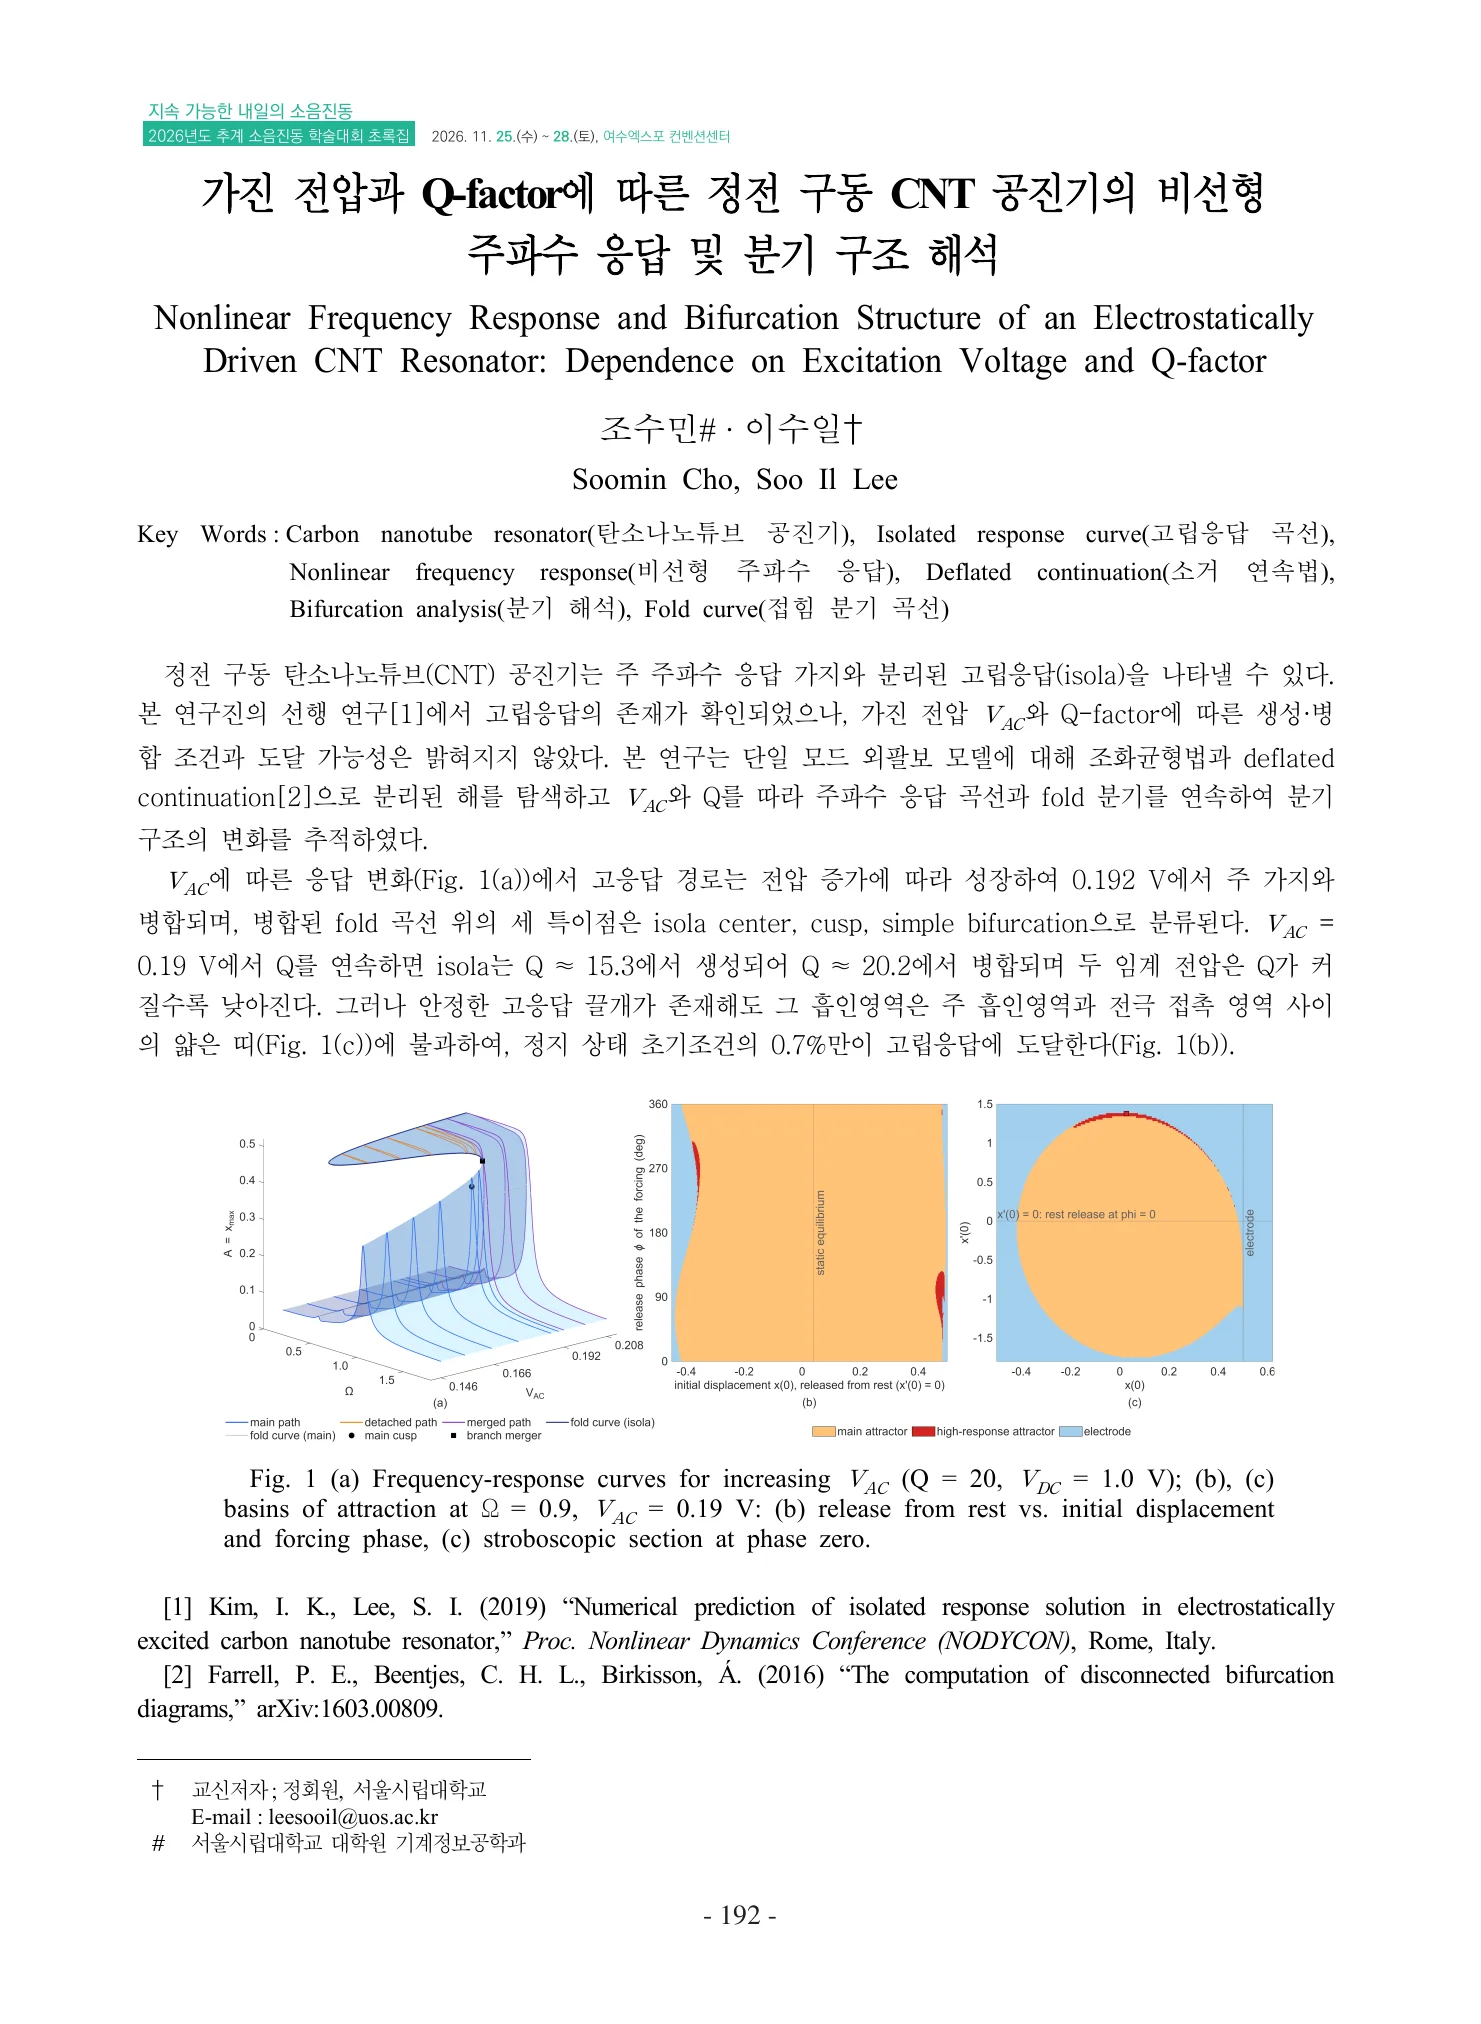 지속 가능한 내일의 소음진동
2026년도 추계 소음진동 학술대회 초록집 2026. 11. 25.(수) ~ 28.(토), 여수엑스포 컨벤션센터
가진 전압과 Q-factor에 따른 정전 구동 CNT 공진기의 비선형
주파수 응답 및 분기 구조 해석
Nonlinear Frequency Response and Bifurcation Structure of an Electrostatically
Driven CNT Resonator: Dependence on Excitation Voltage and Q-factor
조수민# · 이수일†
Soomin Cho, Soo Il Lee
Key Words : Carbon nanotube resonator(탄소나노튜브 공진기), Isolated response curve(고립응답 곡선),
Nonlinear frequency response(비선형 주파수 응답), Deflated continuation(소거 연속법),
Bifurcation analysis(분기 해석), Fold curve(접힘 분기 곡선)
정전 구동 탄소나노튜브(CNT) 공진기는 주 주파수 응답 가지와 분리된 고립응답(isola)을 나타낼 수 있다.
본 연구진의 선행 연구[1]에서 고립응답의 존재가 확인되었으나, 가진 전압 V_AC와 Q-factor에 따른 생성·병
합 조건과 도달 가능성은 밝혀지지 않았다. 본 연구는 단일 모드 외팔보 모델에 대해 조화균형법과 deflated
continuation[2]으로 분리된 해를 탐색하고 V_AC와 Q를 따라 주파수 응답 곡선과 fold 분기를 연속하여 분기
구조의 변화를 추적하였다.
V_AC에 따른 응답 변화(Fig. 1(a))에서 고응답 경로는 전압 증가에 따라 성장하여 0.192 V에서 주 가지와
병합되며, 병합된 fold 곡선 위의 세 특이점은 isola center, cusp, simple bifurcation으로 분류된다. V_AC =
0.19 V에서 Q를 연속하면 isola는 Q ≈ 15.3에서 생성되어 Q ≈ 20.2에서 병합되며 두 임계 전압은 Q가 커
질수록 낮아진다. 그러나 안정한 고응답 끌개가 존재해도 그 흡인영역은 주 흡인영역과 전극 접촉 영역 사이
의 얇은 띠(Fig. 1(c))에 불과하여, 정지 상태 초기조건의 0.7%만이 고립응답에 도달한다(Fig. 1(b)).
A = x_max
0.5
0.4
0.3
0.2
0.1
0
0
0.5
1.0
1.5
Ω
0.146
0.166
0.192
0.208
V_AC
(a)
main path detached path merged path fold curve (isola)
fold curve (main) main cusp branch merger
release phase ϕ of the forcing (deg)
360
270
180
90
0
static equilibrium
-0.4 -0.2 0 0.2 0.4
initial displacement x(0), released from rest (x'(0) = 0)
(b)
x'(0)
1.5
1
0.5
0
-0.5
-1
-1.5
x'(0) = 0: rest release at phi = 0
electrode
-0.4 -0.2 0 0.2 0.4 0.6
x(0)
(c)
main attractor high-response attractor electrode
Fig. 1 (a) Frequency-response curves for increasing V_AC (Q = 20, V_DC = 1.0 V); (b), (c)
basins of attraction at Ω = 0.9, V_AC = 0.19 V: (b) release from rest vs. initial displacement
and forcing phase, (c) stroboscopic section at phase zero.
[1] Kim, I. K., Lee, S. I. (2019) “Numerical prediction of isolated response solution in electrostatically
excited carbon nanotube resonator,” Proc. Nonlinear Dynamics Conference (NODYCON), Rome, Italy.
[2] Farrell, P. E., Beentjes, C. H. L., Birkisson, Á. (2016) “The computation of disconnected bifurcation
diagrams,” arXiv:1603.00809.
† 교신저자; 정회원, 서울시립대학교
E-mail : leesooil@uos.ac.kr
# 서울시립대학교 대학원 기계정보공학과
- 192 -